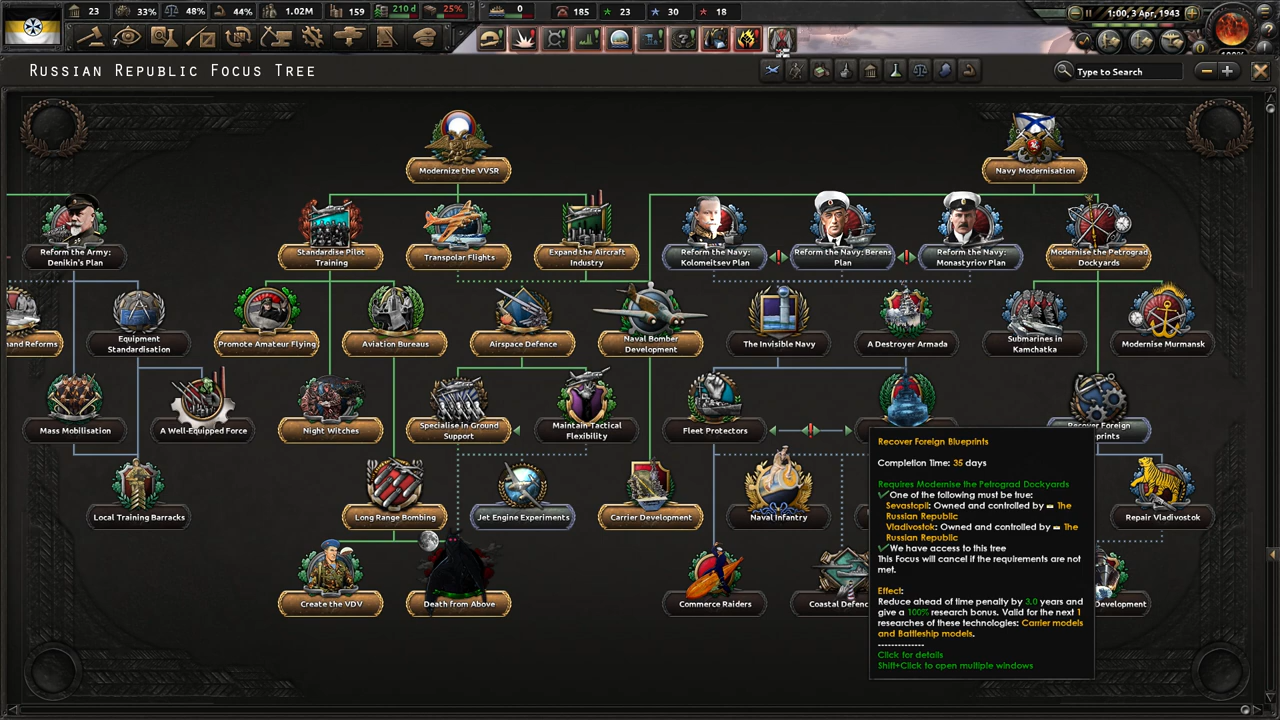 23
33%
48%
44%
1.02M
159
210 d
25%
0
185
23
30
18
1:00, 3 Apr, 1943
100%
0
Russian Republic Focus Tree
Type to Search
Modernize the VVSR
Navy Modernisation
Reform the Army:
Denikin's Plan
Standardise Pilot
Training
Transpolar Flights
Expand the Aircraft
Industry
Reform the Navy:
Kolomeitsev Plan
Reform the Navy: Berens
Plan
Reform the Navy:
Monastyriov Plan
Modernise the Petrograd
Dockyards
mand Reforms
Equipment
Standardisation
Promote Amateur Flying
Aviation Bureaus
Airspace Defence
Naval Bomber
Development
The Invisible Navy
A Destroyer Armada
Submarines in
Kamchatka
Modernise Murmansk
Mass Mobilisation
A Well-Equipped Force
Night Witches
Specialise in Ground
Support
Maintain Tactical
Flexibility
Fleet Protectors
Recover Foreign
prints
Local Training Barracks
Long Range Bombing
Jet Engine Experiments
Carrier Development
Naval Infantry
Repair Vladivostok
Create the VDV
Death from Above
Commerce Raiders
Coastal Defenc
Development
Recover Foreign Blueprints
Completion Time: 35 days
Requires Modernise the Petrograd Dockyards
One of the following must be true:
Sevastopil: Owned and controlled by The
Russian Republic
Vladivostok: Owned and controlled by The
Russian Republic
We have access to this tree
This Focus will cancel if the requirements are not
met.
Effect:
Reduce ahead of time penalty by 3.0 years and
give a 100% research bonus. Valid for the next 1
researches of these technologies: Carrier models
and Battleship models.
--------------
Click for details
Shift+Click to open multiple windows